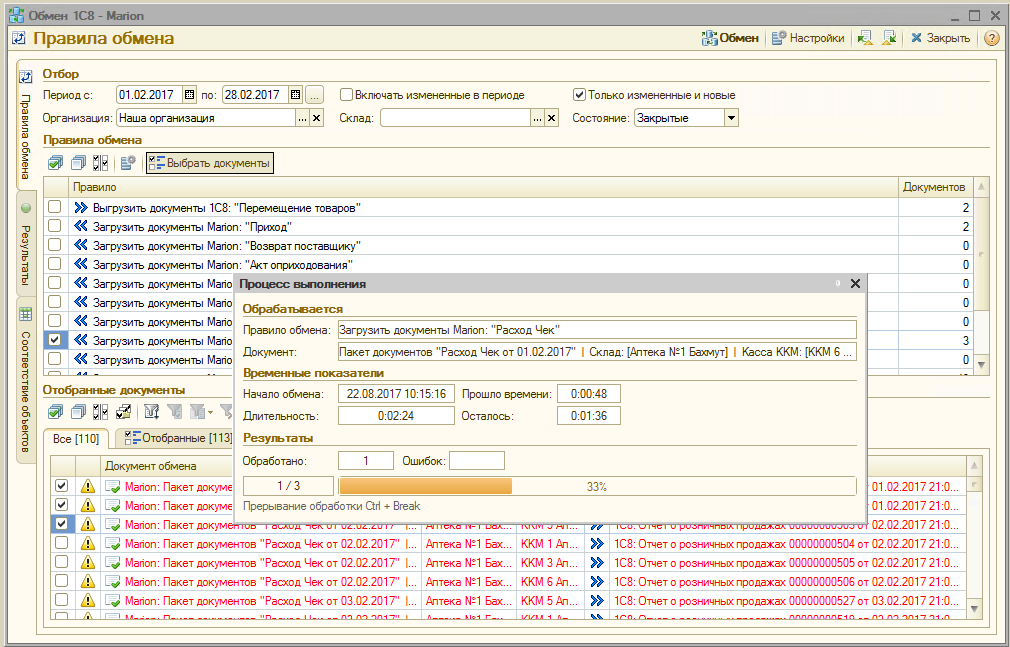 Обмен 1С8 - Marion
Правила обмена
Обмен
Настройки
Закрыть
?
Правила обмена
Результаты
Соответствие объектов
Отбор
Период с: 01.02.2017 по: 28.02.2017 ... Включать измененные в периоде Только измененные и новые
Организация: Наша организация ... Склад: ... Состояние: Закрытые
Правила обмена
Выбрать документы
Правило Документов
Выгрузить документы 1С8: "Перемещение товаров" 2
Загрузить документы Marion: "Приход" 2
Загрузить документы Marion: "Возврат поставщику" 0
Загрузить документы Marion: "Акт оприходования" 0
Загрузить документы Marion: 0
Загрузить документы Marion: 0
Загрузить документы Marion: 0
Загрузить документы Marion: 3
Загрузить документы Marion: 0
Процесс выполнения
Обрабатывается
Правило обмена: Загрузить документы Marion: "Расход Чек"
Документ: Пакет документов "Расход Чек от 01.02.2017" | Склад: [Аптека №1 Бахмут] | Касса ККМ: [ККМ 6 ...
Временные показатели
Начало обмена: 22.08.2017 10:15:16 Прошло времени: 0:00:48
Длительность: 0:02:24 Осталось: 0:01:36
Результаты
Обработано: 1 Ошибок:
1 / 3 33%
Прерывание обработки Ctrl + Break
Отобранные документы
Все [110] Отобранные [113]
Документ обмена
Marion: Пакет докуме от 01.02.2017 21:0...
Marion: Пакет докуме от 01.02.2017 21:0...
Marion: Пакет документов "Расход Чек от 01.02.2017" |... Аптека №1 Бах... ККМ 5 Ап... 1С8: Отчет о розничных продажах 00000000503 от 01.02.2017 21:0...
Marion: Пакет документов "Расход Чек от 02.02.2017" |... Аптека №1 Бах... ККМ 1 Ап... 1С8: Отчет о розничных продажах 00000000504 от 02.02.2017 21:0...
Marion: Пакет документов "Расход Чек от 02.02.2017" |... Аптека №1 Бах... ККМ 3 Ап... 1С8: Отчет о розничных продажах 00000000505 от 02.02.2017 21:0...
Marion: Пакет документов "Расход Чек от 02.02.2017" |... Аптека №1 Бах... ККМ 6 Ап... 1С8: Отчет о розничных продажах 00000000506 от 02.02.2017 21:0...
Marion: Пакет документов "Расход Чек от 03.02.2017" |... Аптека №1 Бах... ККМ 5 Ап... 1С8: Отчет о розничных продажах 00000000527 от 03.02.2017 21:0...